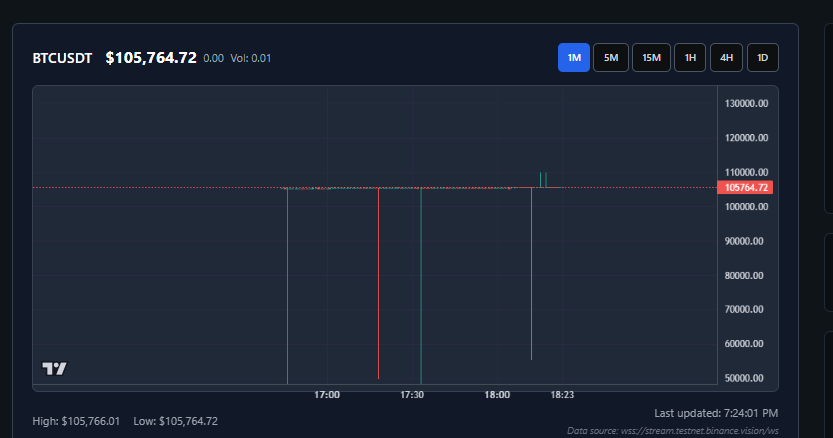 BTCUSDT $105,764.72 0.00 Vol: 0.01 1M 5M 15M 1H 4H 1D
130000.00
120000.00
110000.00
105764.72
100000.00
90000.00
80000.00
70000.00
60000.00
50000.00
17:00 17:30 18:00 18:23
High: $105,766.01 Low: $105,764.72
Last updated: 7:24:01 PM
Data source: wss://stream.testnet.binance.vision/ws